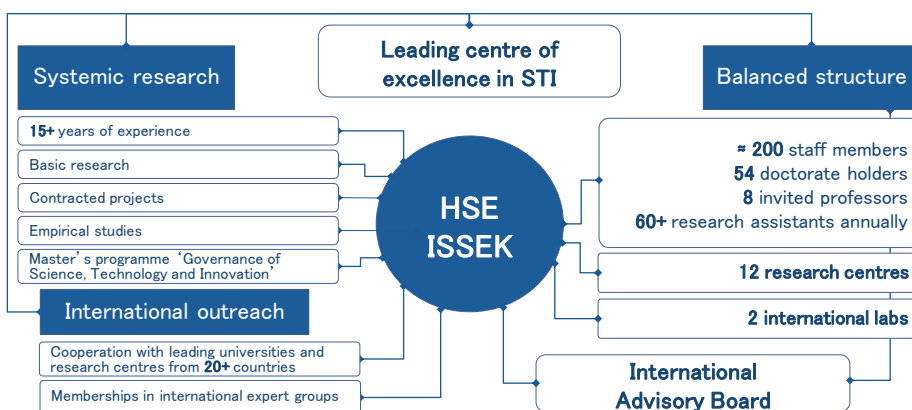 Leading centre of
excellence in STI
Systemic research
15+ years of experience
Basic research
Contracted projects
Empirical studies
Master's programme 'Governance of
Science, Technology and Innovation'
International outreach
Cooperation with leading universities and
research centres from 20+ countries
Memberships in international expert groups
HSE
ISSEK
Balanced structure
≈ 200 staff members
54 doctorate holders
8 invited professors
60+ research assistants annually
12 research centres
2 international labs
International
Advisory Board